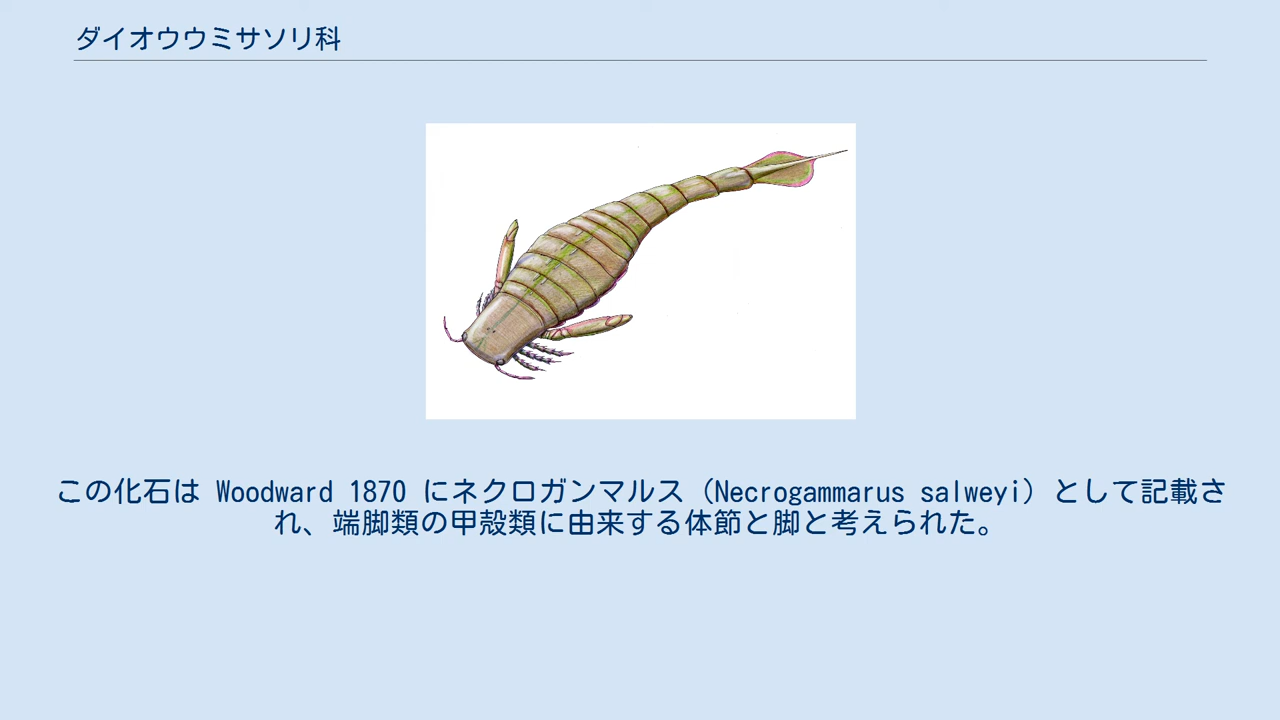 ダイオウウミサソリ科
この化石は Woodward 1870 にネクロガンマルス（Necrogammarus salweyi）として記載さ
れ、端脚類の甲殻類に由来する体節と脚と考えられた。